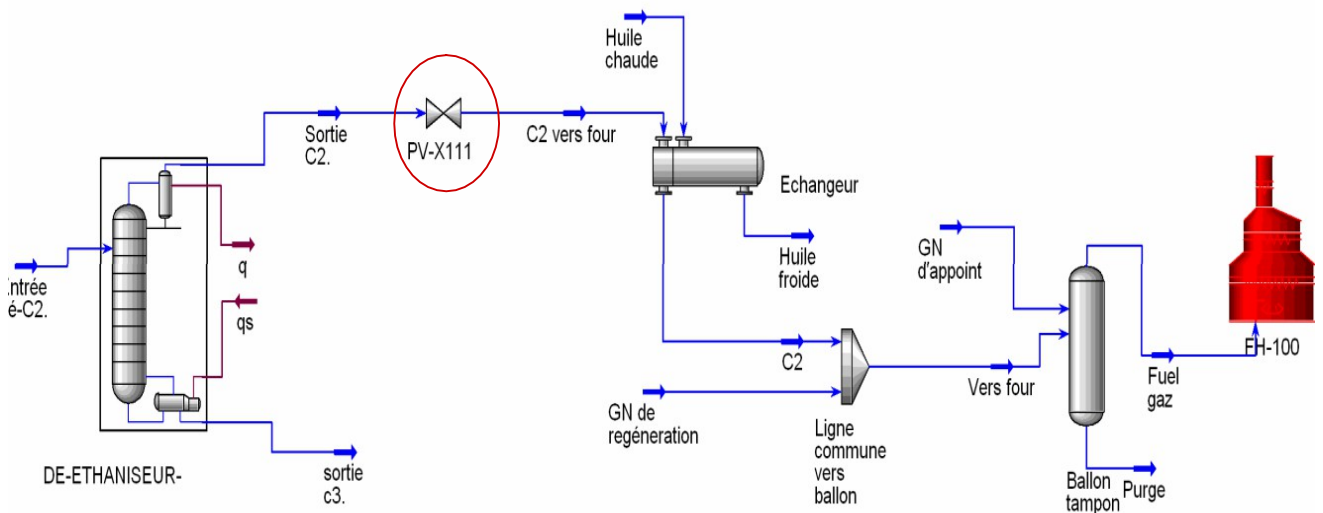 Huile
chaude
Sortie
C2.
PV-X111
C2 vers four
Echangeur
Huile
froide
q
qs
ntrée
é-C2.
DE-ETHANISEUR-
sortie
c3.
C2
GN de
regéneration
Ligne
commune
vers
ballon
Vers four
GN
d'appoint
Ballon
tampon
Purge
Fuel
gaz
FH-100